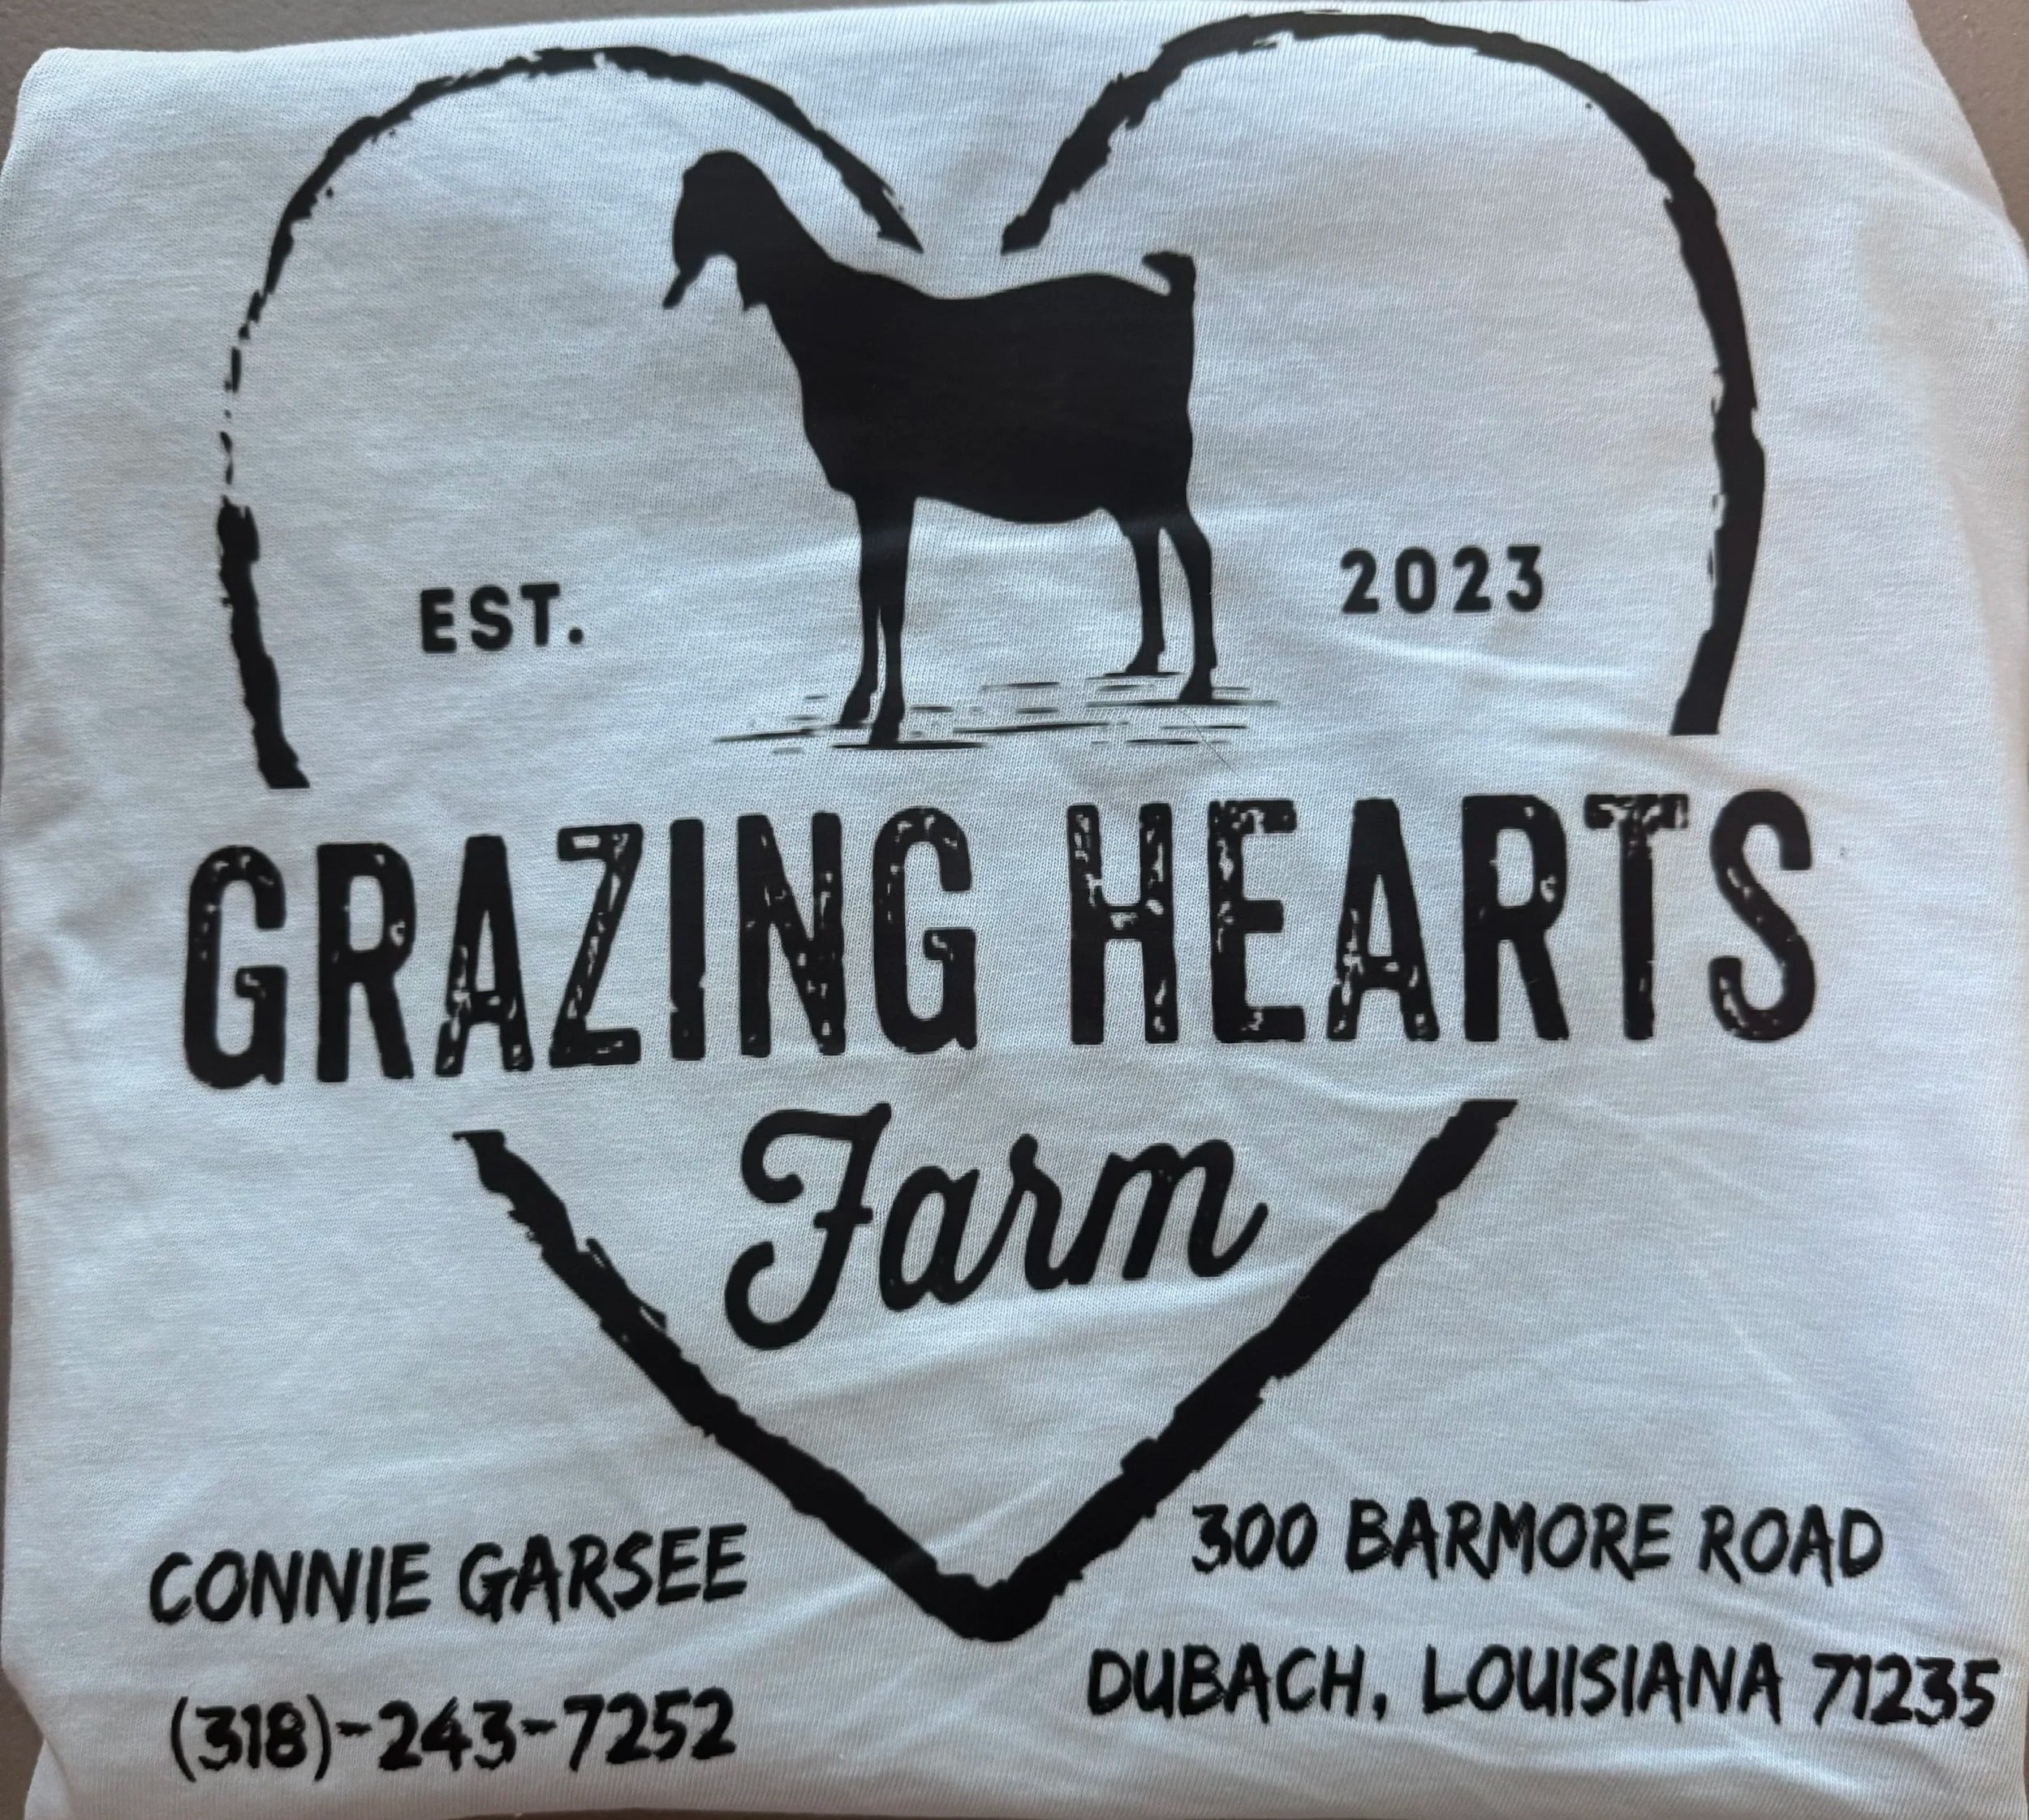 EST. 2023
GRAZING HEARTS
Farm
CONNIE GARSEE
(318)-243-7252
300 BARMORE ROAD
DUBACH, LOUISIANA 71235